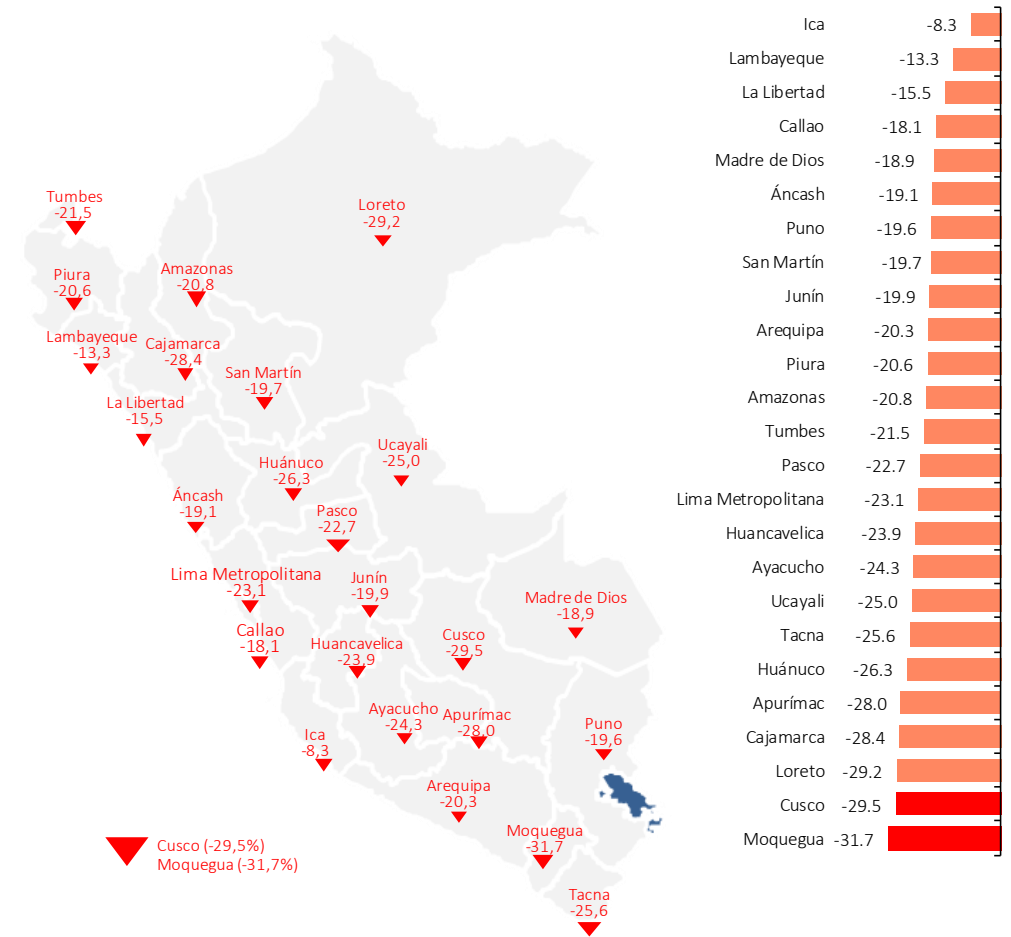 Tumbes
-21,5
Loreto
-29,2
Piura
-20,6
Amazonas
-20,8
Lambayeque
-13,3
Cajamarca
-28,4
San Martín
-19,7
La Libertad
-15,5
Ucayali
-25,0
Huánuco
-26,3
Áncash
-19,1
Pasco
-22,7
Lima Metropolitana
-23,1
Junín
-19,9
Madre de Dios
-18,9
Callao
-18,1
Huancavelica
-23,9
Cusco
-29,5
Ayacucho
-24,3
Apurímac
-28,0
Puno
-19,6
Ica
-8,3
Arequipa
-20,3
Moquegua
-31,7
Tacna
-25,6
Cusco (-29,5%)
Moquegua (-31,7%)
Ica -8.3
Lambayeque -13.3
La Libertad -15.5
Callao -18.1
Madre de Dios -18.9
Áncash -19.1
Puno -19.6
San Martín -19.7
Junín -19.9
Arequipa -20.3
Piura -20.6
Amazonas -20.8
Tumbes -21.5
Pasco -22.7
Lima Metropolitana -23.1
Huancavelica -23.9
Ayacucho -24.3
Ucayali -25.0
Tacna -25.6
Huánuco -26.3
Apurímac -28.0
Cajamarca -28.4
Loreto -29.2
Cusco -29.5
Moquegua -31.7